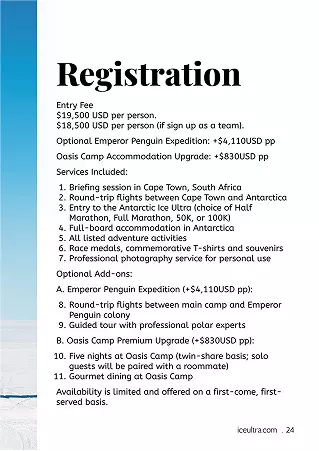 Registration
Entry Fee
$19,500 USD per person.
$18,500 USD per person (if sign up as a team).
Optional Emperor Penguin Expedition: +$4,110USD pp
Oasis Camp Accommodation Upgrade: +$830USD pp
Services Included:
1. Briefing session in Cape Town, South Africa
2. Round-trip flights between Cape Town and Antarctica
3. Entry to the Antarctic Ice Ultra (choice of Half
Marathon, Full Marathon, 50K, or 100K)
4. Full-board accommodation in Antarctica
5. All listed adventure activities
6. Race medals, commemorative T-shirts and souvenirs
7. Professional photography service for personal use
Optional Add-ons:
A. Emperor Penguin Expedition (+$4,110USD pp):
8. Round-trip flights between main camp and Emperor
Penguin colony
9. Guided tour with professional polar experts
B. Oasis Camp Premium Upgrade (+$830USD pp):
10. Five nights at Oasis Camp (twin-share basis; solo
guests will be paired with a roommate)
11. Gourmet dining at Oasis Camp
Availability is limited and offered on a first-come, first-
served basis.
iceultra.com . 24